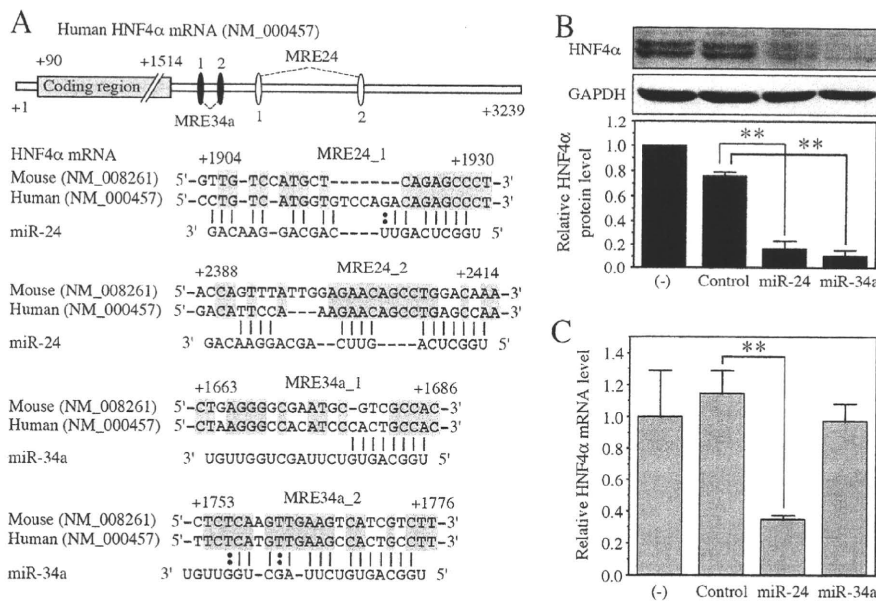 A
Human HNF4α mRNA (NM_000457)
+90
+1514
1 2
MRE24
Coding region
+1
MRE34a
1
2
+3239
HNF4α mRNA
+1904
MRE24_1
+1930
Mouse (NM_008261) 5'-GTTG-TCCATGCT------CAGAGCCCT-3'
Human (NM_000457) 5'-CCTG-TC-ATGGTGTCCAGACAGAGCCCT-3'
miR-24 3' GACAAG-GACGAC----UUGACUCGGU 5'
+2388
MRE24_2
+2414
Mouse (NM_008261) 5'-ACCAGTTTATTGGAGAACAGCCTGGACAAA-3'
Human (NM_000457) 5'-GACATTCCA---AAGAACAGCCTGAGCCAA-3'
miR-24 3' GACAAGGACGA--CUUG----ACUCGGU 5'
+1663
MRE34a_1
+1686
Mouse (NM_008261) 5'-CTGAGGGGCGAATGC-GTCGCCAC-3'
Human (NM_000457) 5'-CTAAGGGCCACATCCCACTGCCAC-3'
miR-34a 3' UGUUGGUCGAUUCUGUGACGGU 5'
+1753
MRE34a_2
+1776
Mouse (NM_008261) 5'-CTCTCAAGTTGAAGTCATCGTCTT-3'
Human (NM_000457) 5'-TTCTCATGTTGAAGCCACTGCCTT-3'
miR-34a 3' UGUUGGU-CGA-UUCUGUGACGGU 5'
B
HNF4α
GAPDH
Relative HNF4α
protein level
1.2
1.0
0.8
0.6
0.4
0.2
0.0
**
**
(-) Control miR-24 miR-34a
C
Relative HNF4α mRNA level
1.4
1.2
1.0
0.8
0.6
0.4
0.2
0
**
(-) Control miR-24 miR-34a